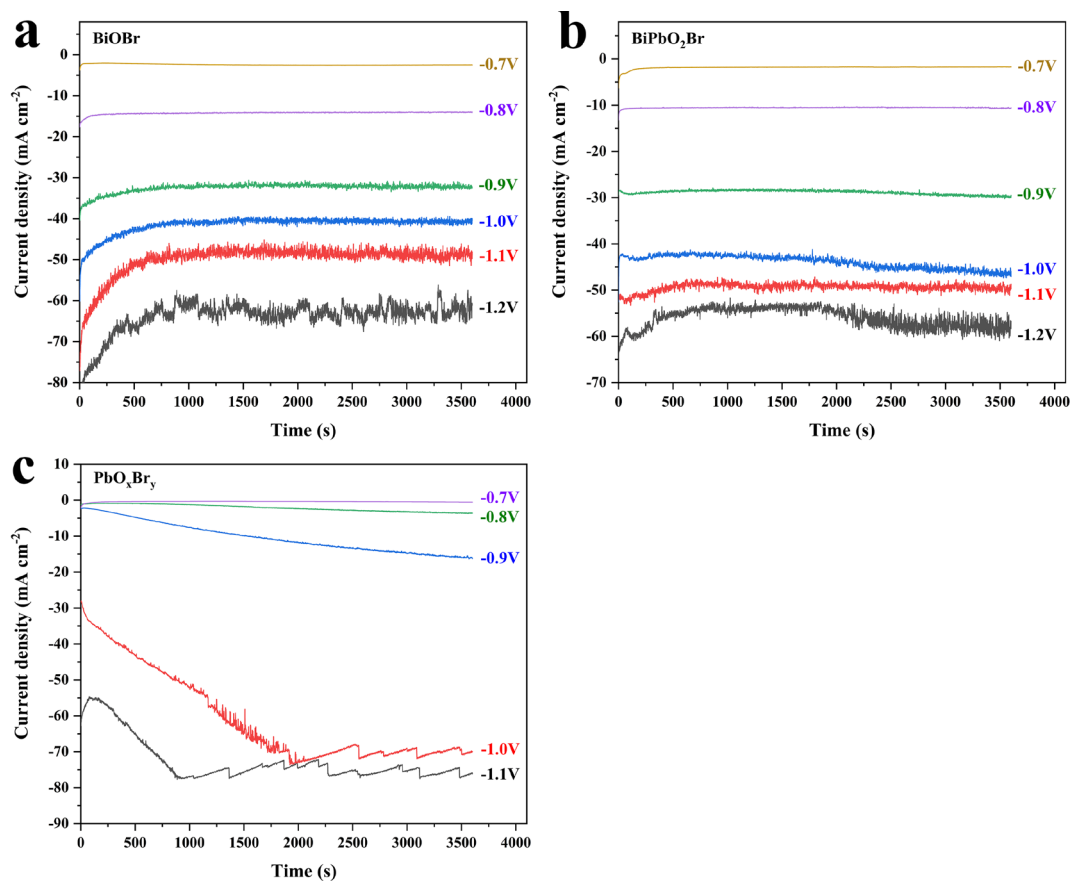 a
BiOBr
0
-10
-20
-30
-40
-50
-60
-70
-80
Current density (mA cm-2)
-0.7V
-0.8V
-0.9V
-1.0V
-1.1V
-1.2V
0 500 1000 1500 2000 2500 3000 3500 4000
Time (s)
b
BiPbO2Br
0
-10
-20
-30
-40
-50
-60
-70
Current density (mA cm-2)
-0.7V
-0.8V
-0.9V
-1.0V
-1.1V
-1.2V
0 500 1000 1500 2000 2500 3000 3500 4000
Time (s)
c
PbOxBry
10
0
-10
-20
-30
-40
-50
-60
-70
-80
-90
Current density (mA cm-2)
-0.7V
-0.8V
-0.9V
-1.0V
-1.1V
0 500 1000 1500 2000 2500 3000 3500 4000
Time (s)